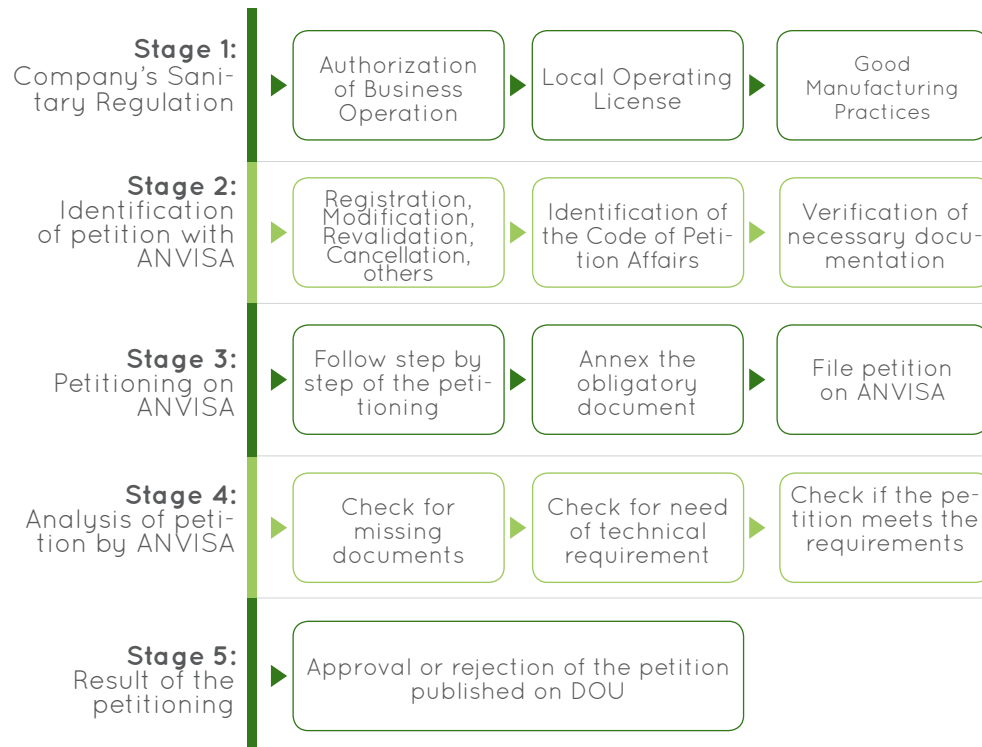 Stage 1:
Company's Sani-
tary Regulation
Authorization
of Business
Operation
Local Operating
License
Good
Manufacturing
Practices
Stage 2:
Identification
of petition with
ANVISA
Registration,
Modification,
Revalidation,
Cancellation,
others
Identification of
the Code of Peti-
tion Affairs
Verification of
necessary docu-
mentation
Stage 3:
Petitioning on
ANVISA
Follow step by
step of the peti-
tioning
Annex the
obligatory
document
File petition
on ANVISA
Stage 4:
Analysis of peti-
tion by ANVISA
Check for
missing
documents
Check for need
of technical
requirement
Check if the pe-
tition meets the
requirements
Stage 5:
Result of the
petitioning
Approval or rejection of the petition
published on DOU